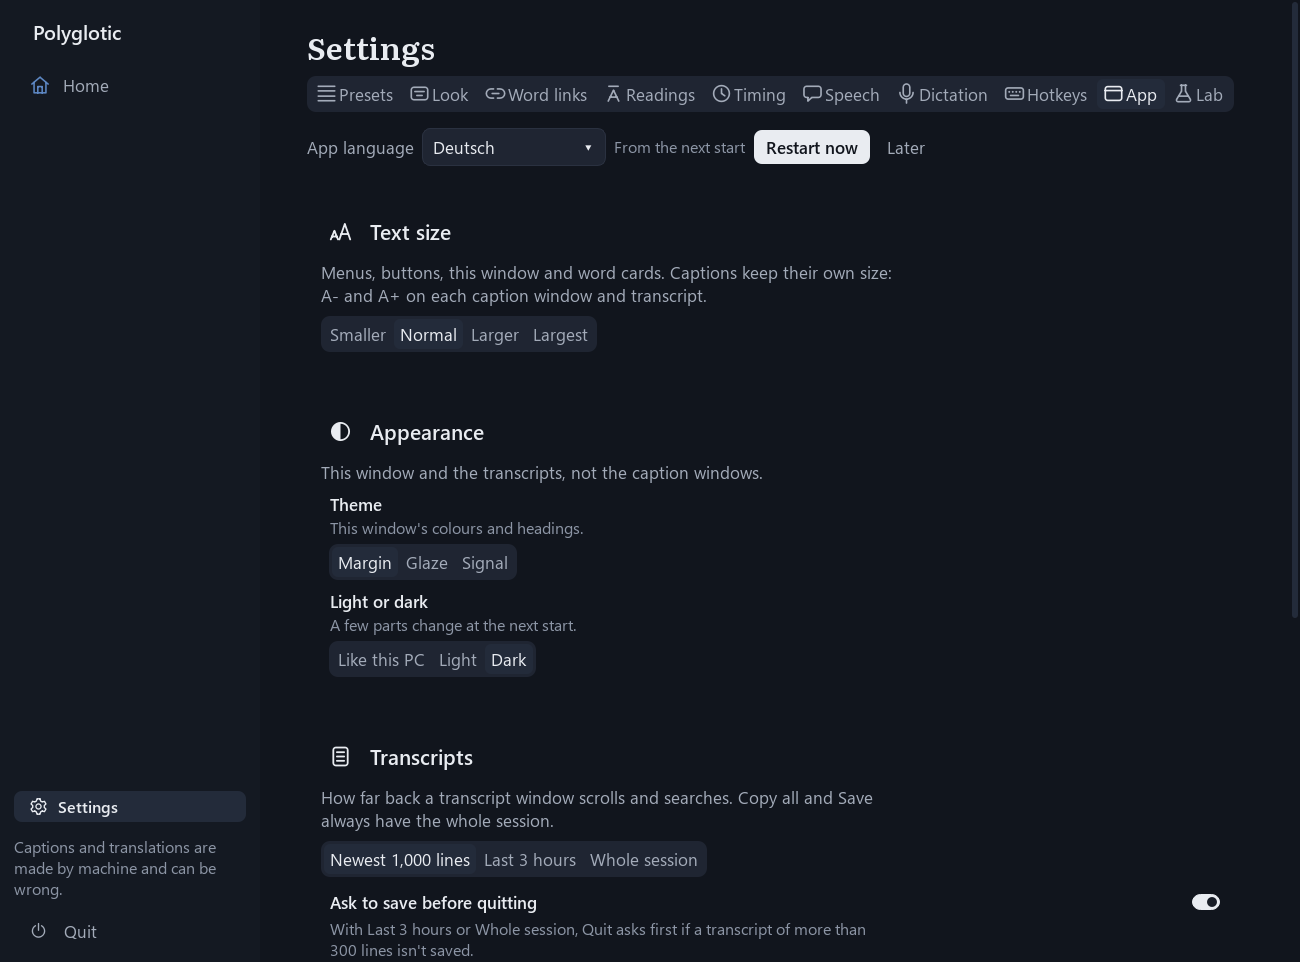 Polyglotic
Home
Settings
Presets Look Word links Readings Timing Speech Dictation Hotkeys App Lab
App language Deutsch From the next start Restart now Later
Text size
Menus, buttons, this window and word cards. Captions keep their own size:
A- and A+ on each caption window and transcript.
Smaller Normal Larger Largest
Appearance
This window and the transcripts, not the caption windows.
Theme
This window's colours and headings.
Margin Glaze Signal
Light or dark
A few parts change at the next start.
Like this PC Light Dark
Transcripts
How far back a transcript window scrolls and searches. Copy all and Save
always have the whole session.
Newest 1,000 lines Last 3 hours Whole session
Ask to save before quitting
With Last 3 hours or Whole session, Quit asks first if a transcript of more than
300 lines isn't saved.
Settings
Captions and translations are
made by machine and can be
wrong.
Quit